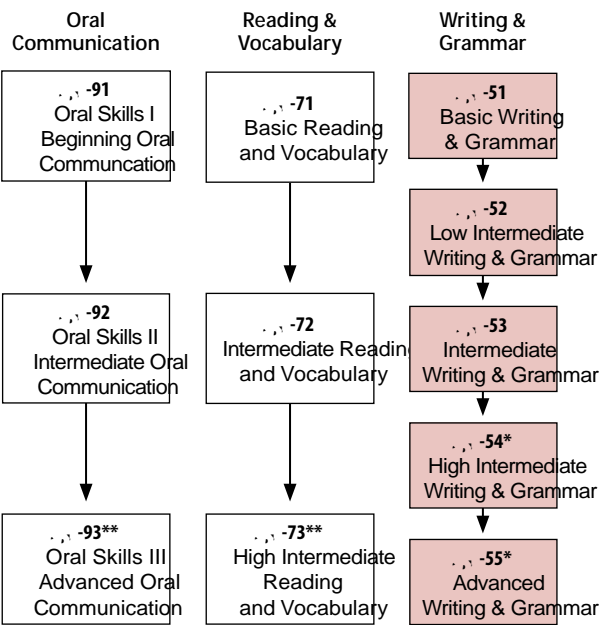 Oral
Communication
-91
Oral Skills I
Beginning Oral
Communcation
-92
Oral Skills II
Intermediate Oral
Communication
-93**
Oral Skills III
Advanced Oral
Communication
Reading &
Vocabulary
-71
Basic Reading
and Vocabulary
-72
Intermediate Reading
and Vocabulary
-73**
High Intermediate
Reading
and Vocabulary
Writing &
Grammar
-51
Basic Writing
& Grammar
-52
Low Intermediate
Writing & Grammar
-53
Intermediate
Writing & Grammar
-54*
High Intermediate
Writing & Grammar
-55*
Advanced
Writing & Grammar